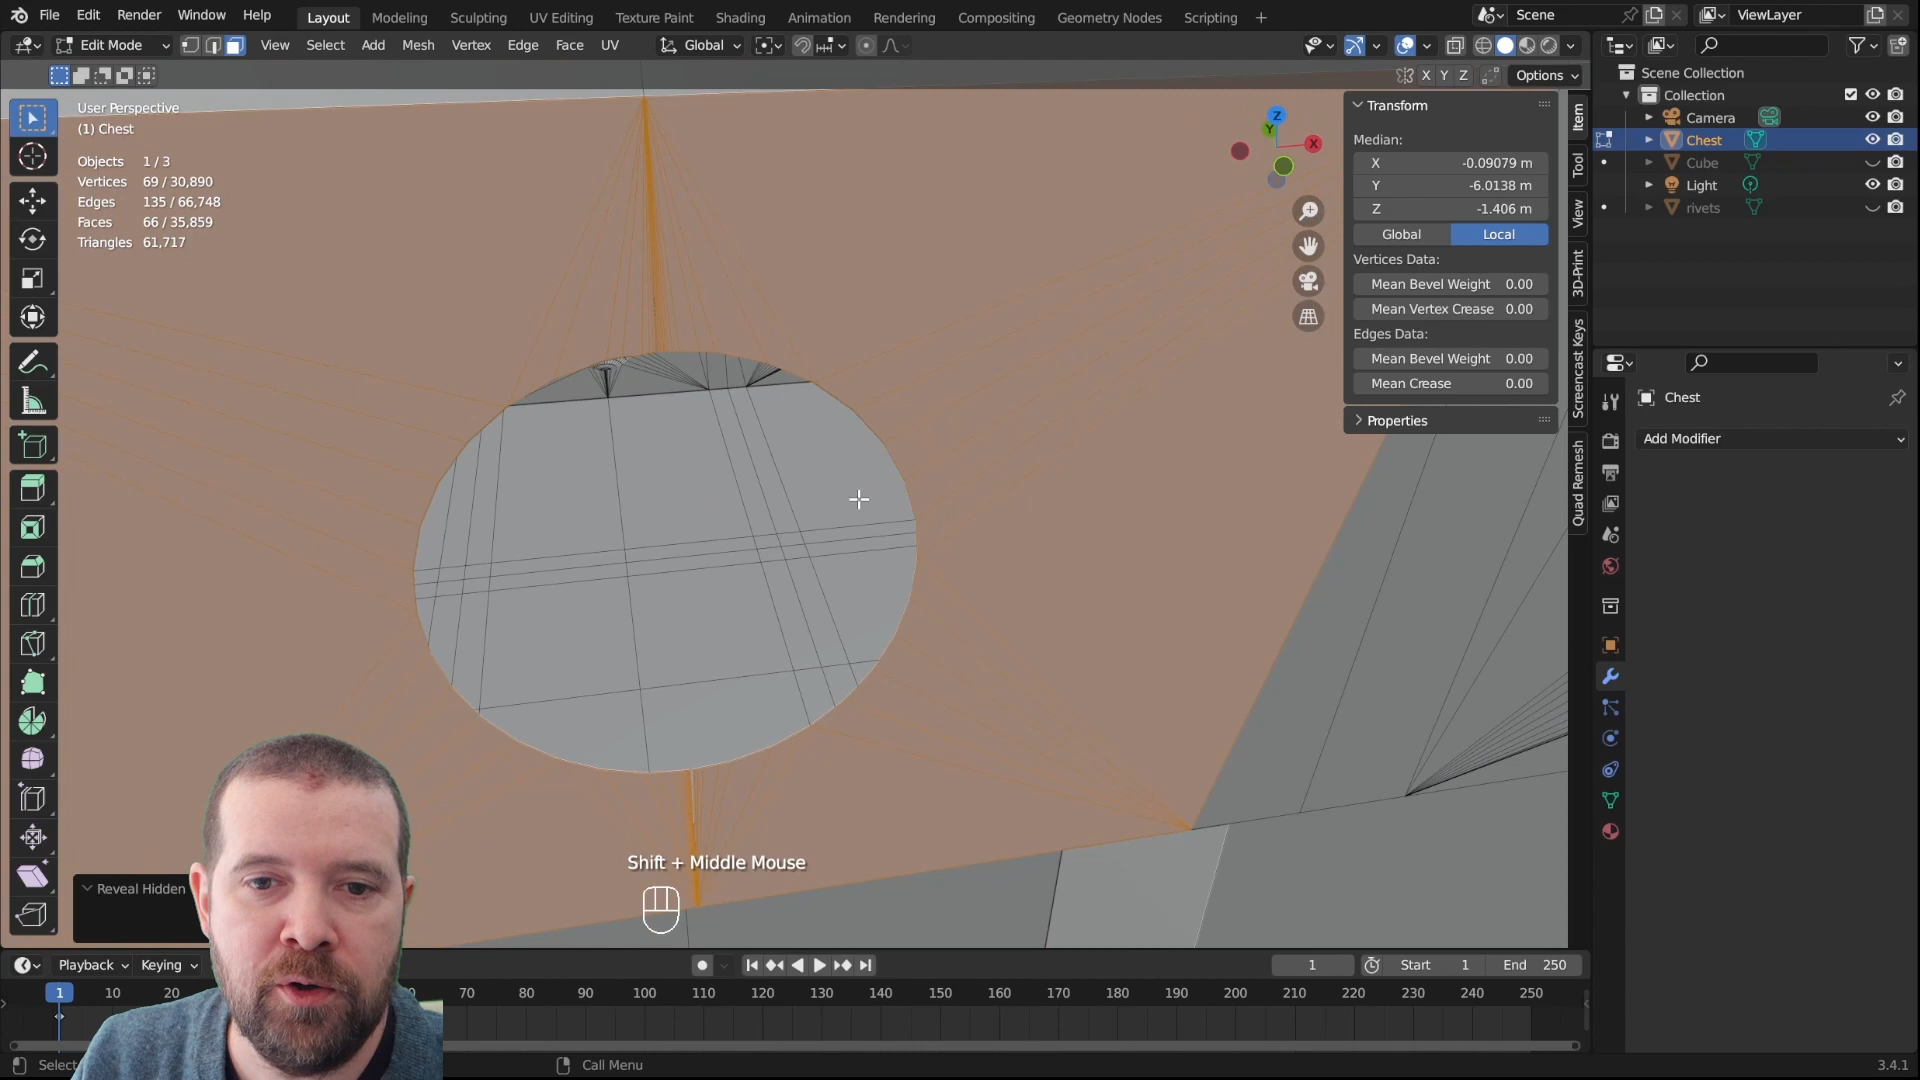 File Edit Render Window Help Layout Modeling Sculpting UV Editing Texture Paint Shading Animation Rendering Compositing Geometry Nodes Scripting + Scene ViewLayer
Edit Mode View Select Add Mesh Vertex Edge Face UV Global
X Y Z Options
User Perspective
(1) Chest
Objects 1 / 3
Vertices 69 / 30,890
Edges 135 / 66,748
Faces 66 / 35,859
Triangles 61,717
Z
Y
X
Transform
Median:
X -0.09079 m
Y -6.0138 m
Z -1.406 m
Global Local
Vertices Data:
Mean Bevel Weight 0.00
Mean Vertex Crease 0.00
Edges Data:
Mean Bevel Weight 0.00
Mean Crease 0.00
Properties
Item
Tool
View
3D-Print
Screencast Keys
Quad Remesh
Scene Collection
Collection
Camera
Chest
Cube
Light
rivets
Chest
Add Modifier
Shift + Middle Mouse
Reveal Hidden
Playback Keying 1 Start 1 End 250
1 10 20 70 80 85 100 110 120 130 140 150 160 170 180 190 200 210 220 230 240 250
Select
Call Menu
3.4.1